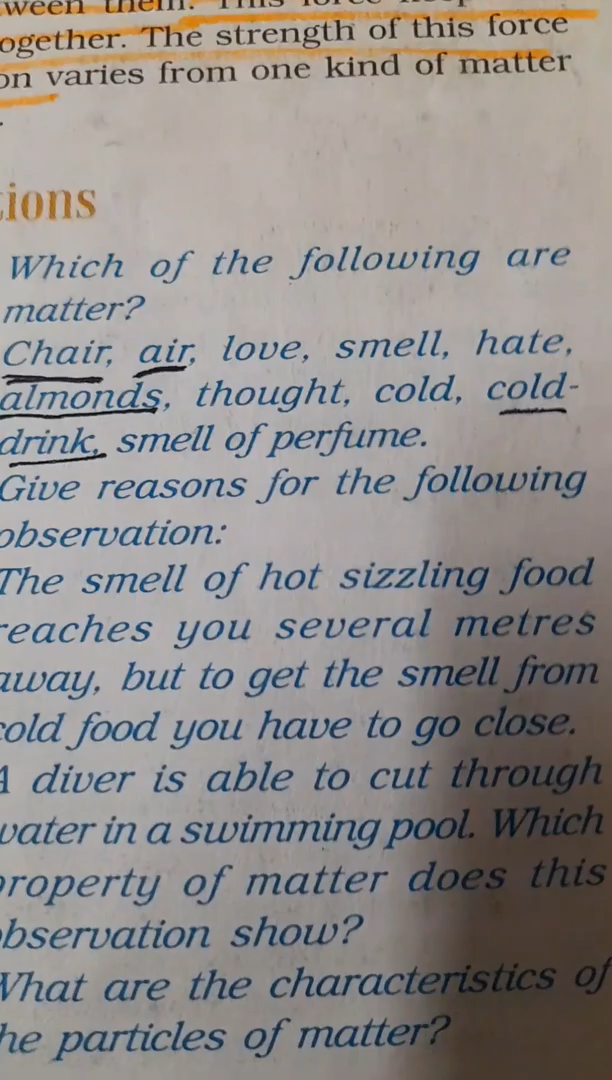 ogether. The strength of this force
on varies from one kind of matter
.
ions
Which of the following are
matter?
Chair, air, love, smell, hate,
almonds, thought, cold, cold-
drink, smell of perfume.
Give reasons for the following
observation:
The smell of hot sizzling food
reaches you several metres
away, but to get the smell from
cold food you have to go close.
A diver is able to cut through
water in a swimming pool. Which
property of matter does this
observation show?
What are the characteristics of
he particles of matter?